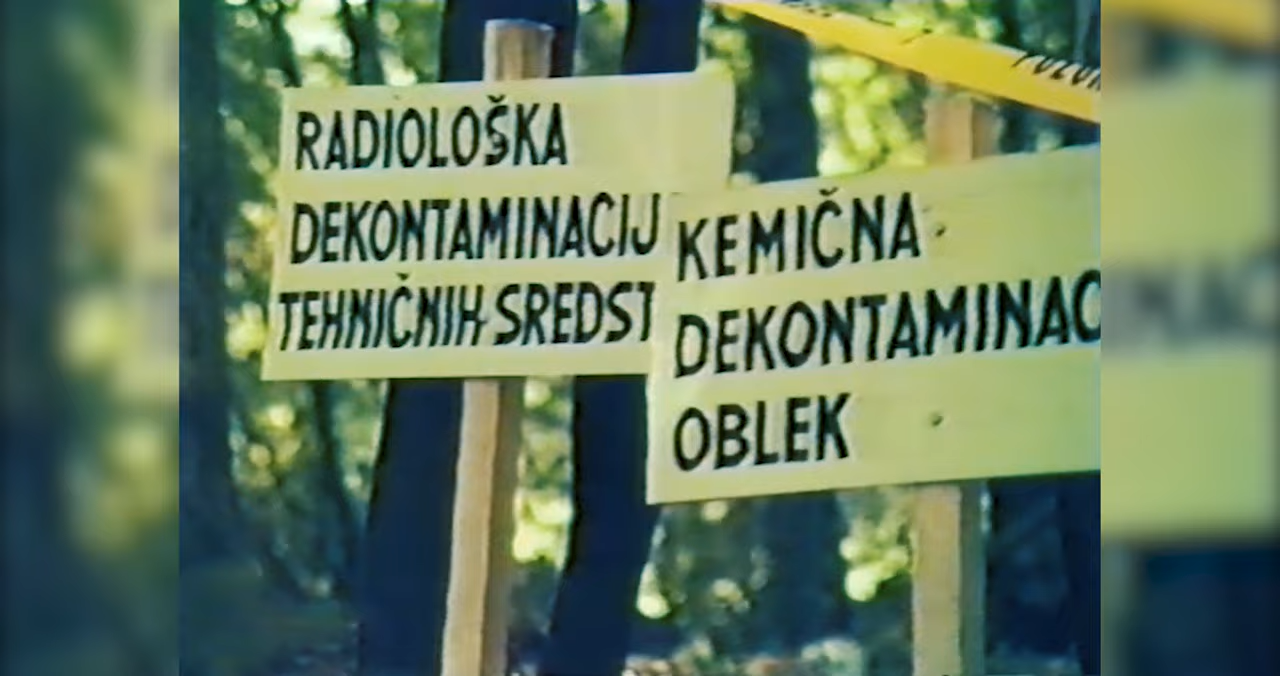 RADIOLOŠKA
DEKONTAMINACIJ
TEHNIČNIH SREDST
KEMIČNA
DEKONTAMINAC
OBLEK